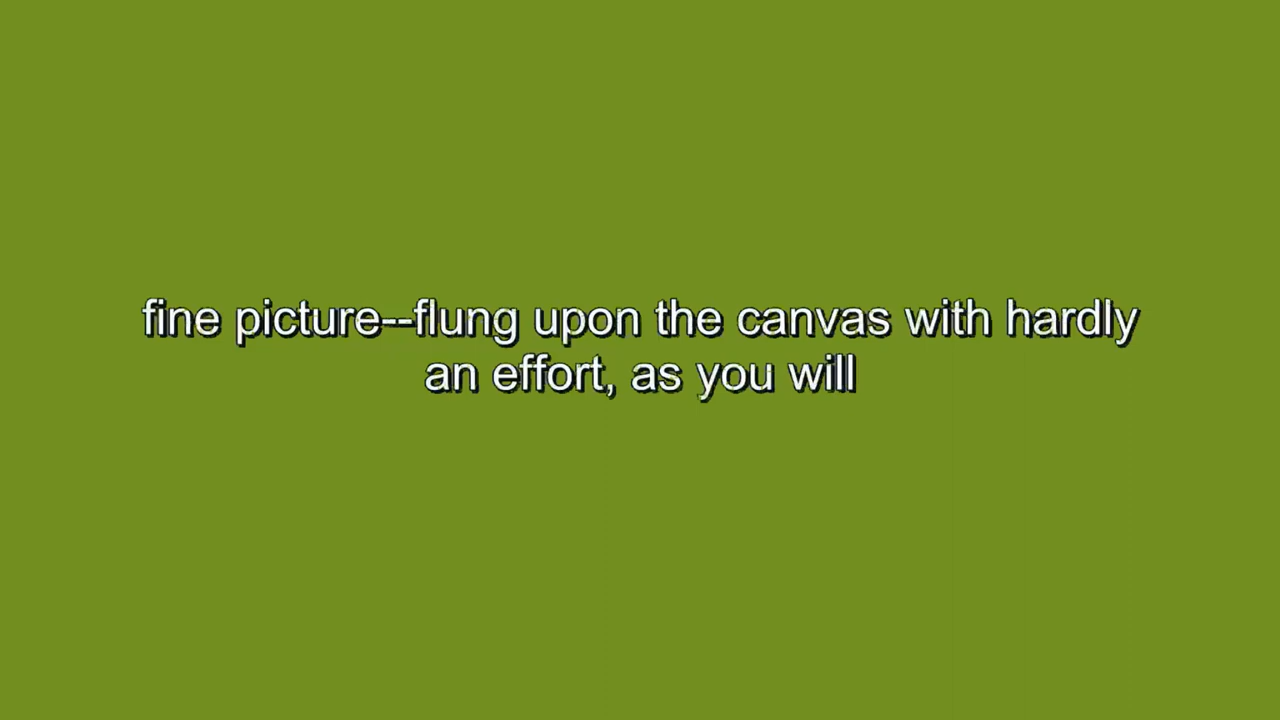 fine picture--flung upon the canvas with hardly
an effort, as you will